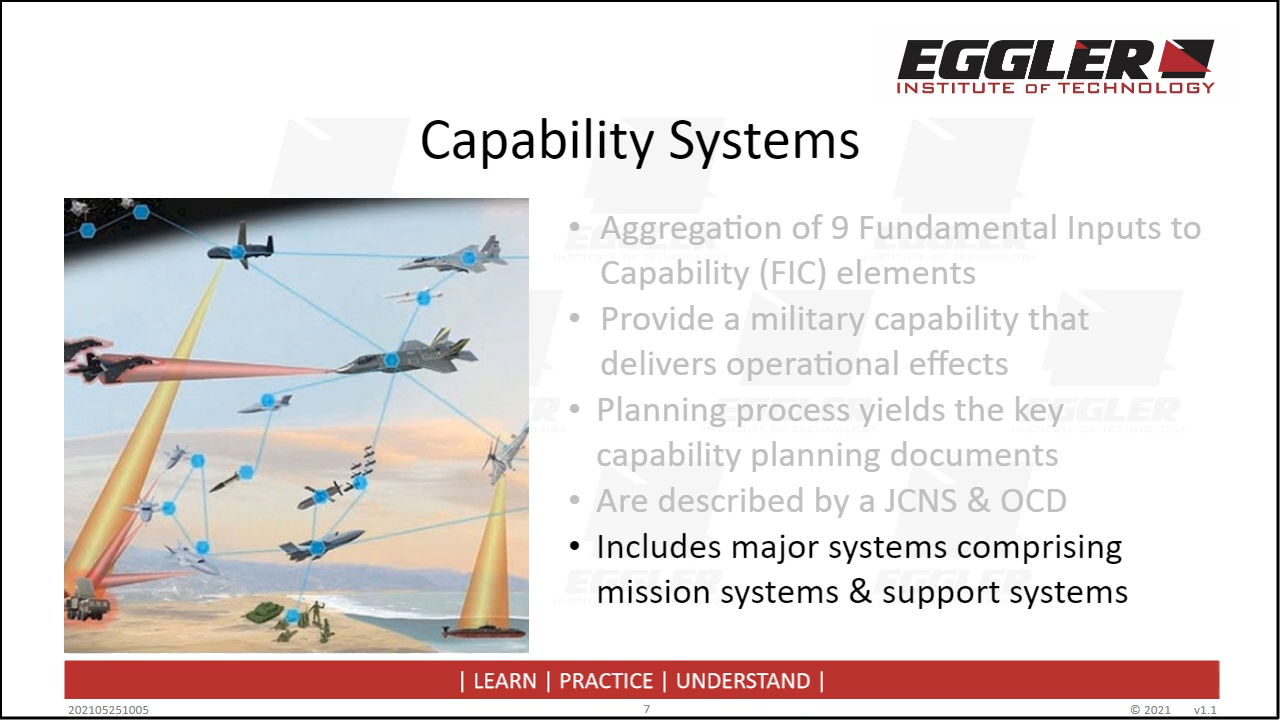 EGGLER
INSTITUTE OF TECHNOLOGY
Capability Systems
• Aggregation of 9 Fundamental Inputs to
Capability (FIC) elements
• Provide a military capability that
delivers operational effects
• Planning process yields the key
capability planning documents
• Are described by a JCNS & OCD
• Includes major systems comprising
mission systems & support systems
| LEARN | PRACTICE | UNDERSTAND |
202105251005
7
© 2021 v1.1